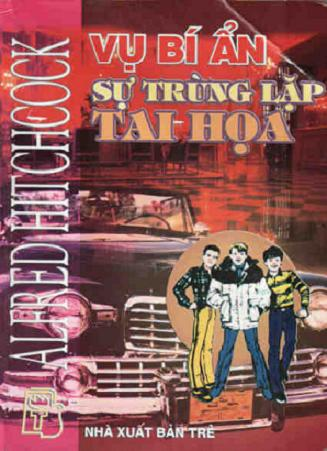 ALFRED HITCHCOCK
VỤ BÍ ẨN
SỰ TRÙNG LẶP
TAI HỌA
NHÀ XUẤT BẢN TRẺ